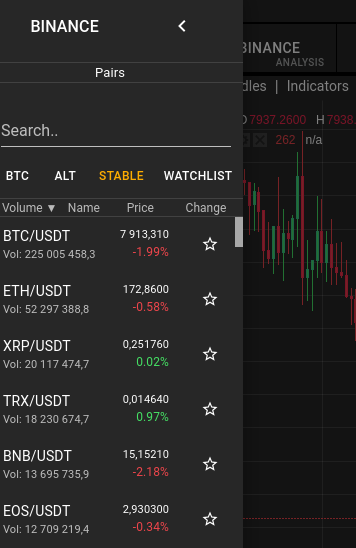 BINANCE
Pairs
Search..
BTC ALT STABLE WATCHLIST
Volume ▼ Name Price Change
BTC/USDT 7 913,310
Vol: 225 005 458,3 -1.99%
ETH/USDT 172,8600
Vol: 52 297 388,8 -0.58%
XRP/USDT 0,251760
Vol: 20 117 474,7 0.02%
TRX/USDT 0,014640
Vol: 18 230 674,7 0.97%
BNB/USDT 15,15210
Vol: 13 695 735,9 -2.18%
EOS/USDT 2,930300
Vol: 12 709 219,4 -0.34%
BINANCE
ANALYSIS
dles | Indicators
7937.2600 H 7938.
262 n/a